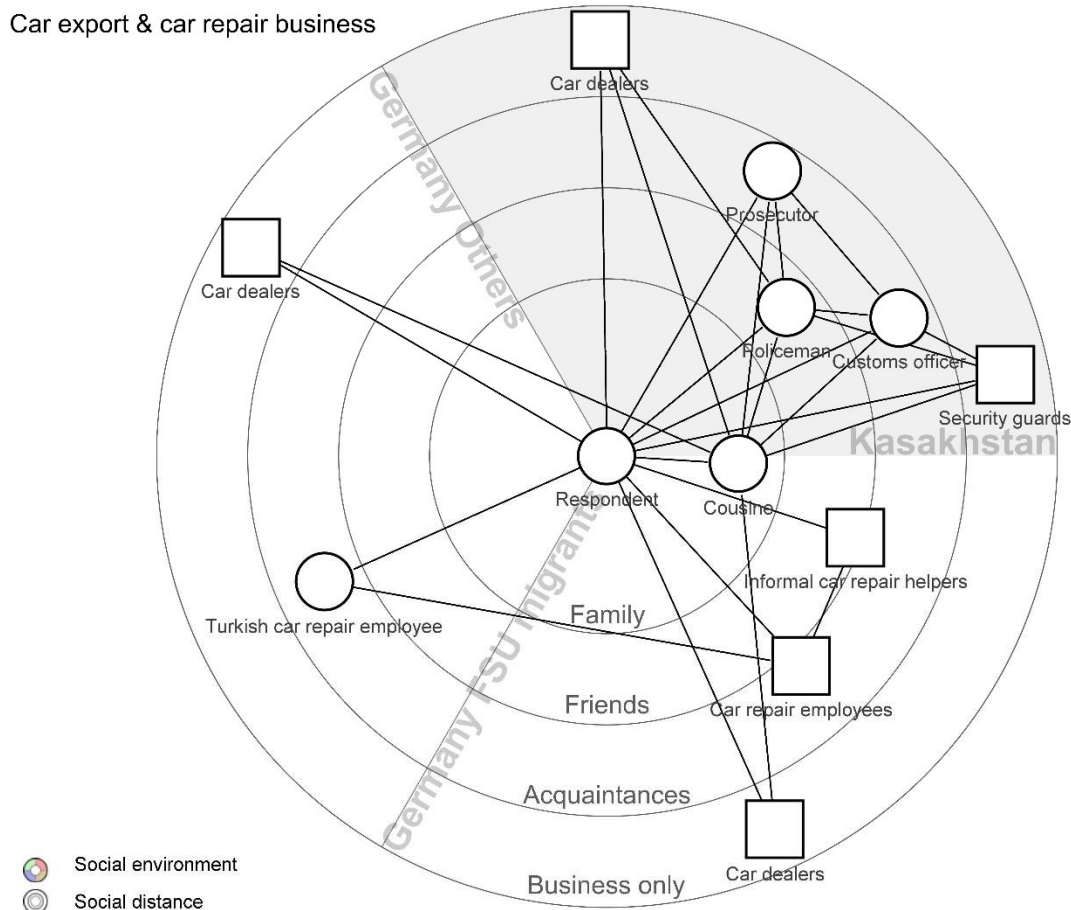 Car export & car repair business
Car dealers
Germany Others
Prosecutor
Car dealers
Policeman
Customs officer
Security guards
Kasakhstan
Respondent
Cousine
Informal car repair helpers
Family
Turkish car repair employee
Germany FSU migrants
Friends
Car repair employees
Acquaintances
Car dealers
Business only
Social environment
Social distance